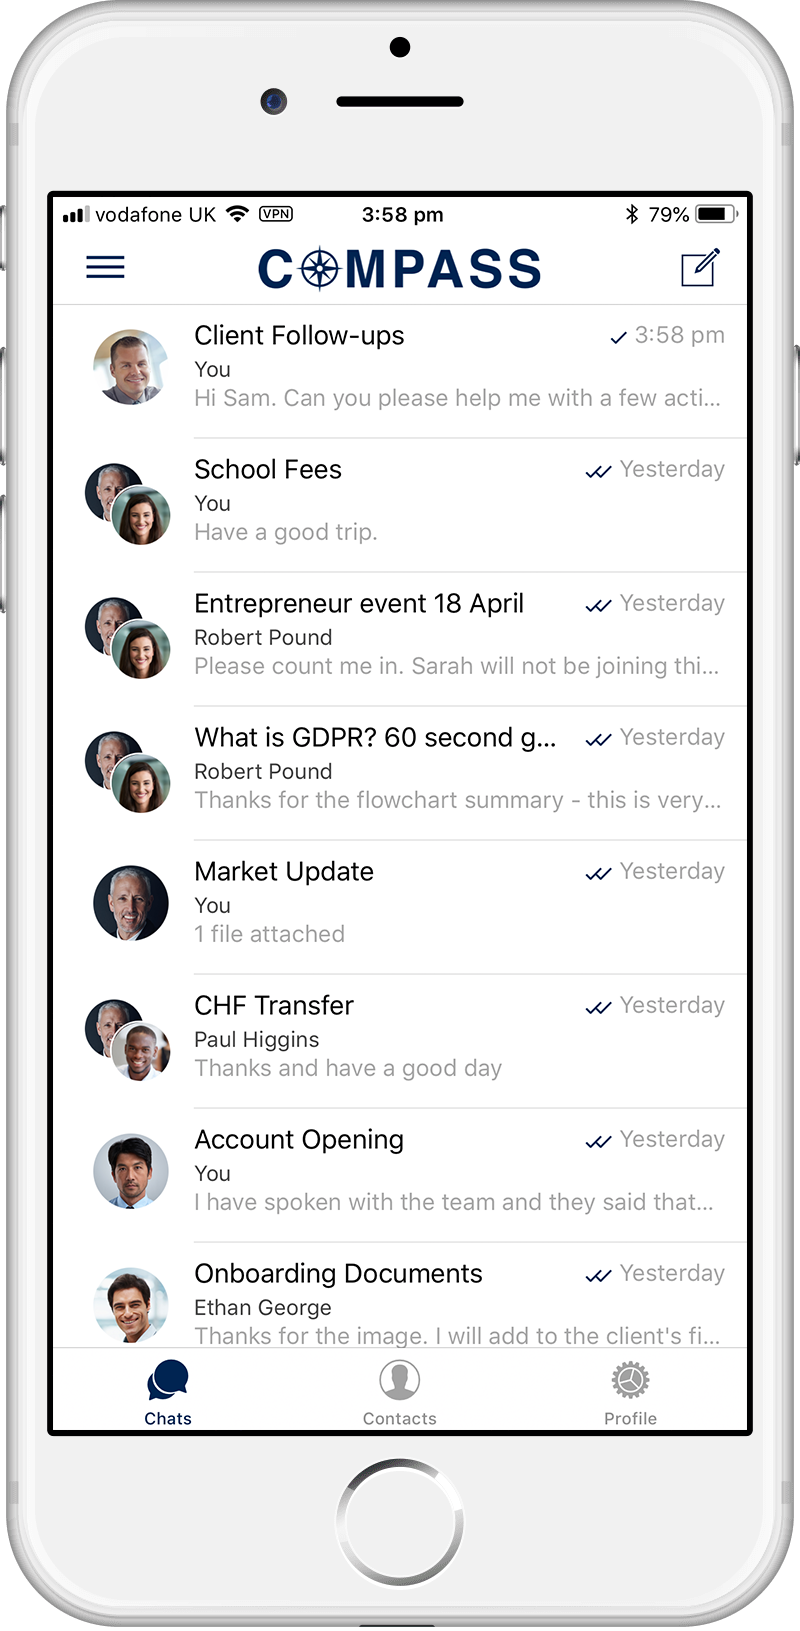 vodafone UK VPN 3:58 pm 79%
COMPASS
Client Follow-ups 3:58 pm
You
Hi Sam. Can you please help me with a few acti...
School Fees Yesterday
You
Have a good trip.
Entrepreneur event 18 April Yesterday
Robert Pound
Please count me in. Sarah will not be joining thi...
What is GDPR? 60 second g... Yesterday
Robert Pound
Thanks for the flowchart summary - this is very...
Market Update Yesterday
You
1 file attached
CHF Transfer Yesterday
Paul Higgins
Thanks and have a good day
Account Opening Yesterday
You
I have spoken with the team and they said that...
Onboarding Documents Yesterday
Ethan George
Thanks for the image. I will add to the client's fi...
Chats Contacts Profile